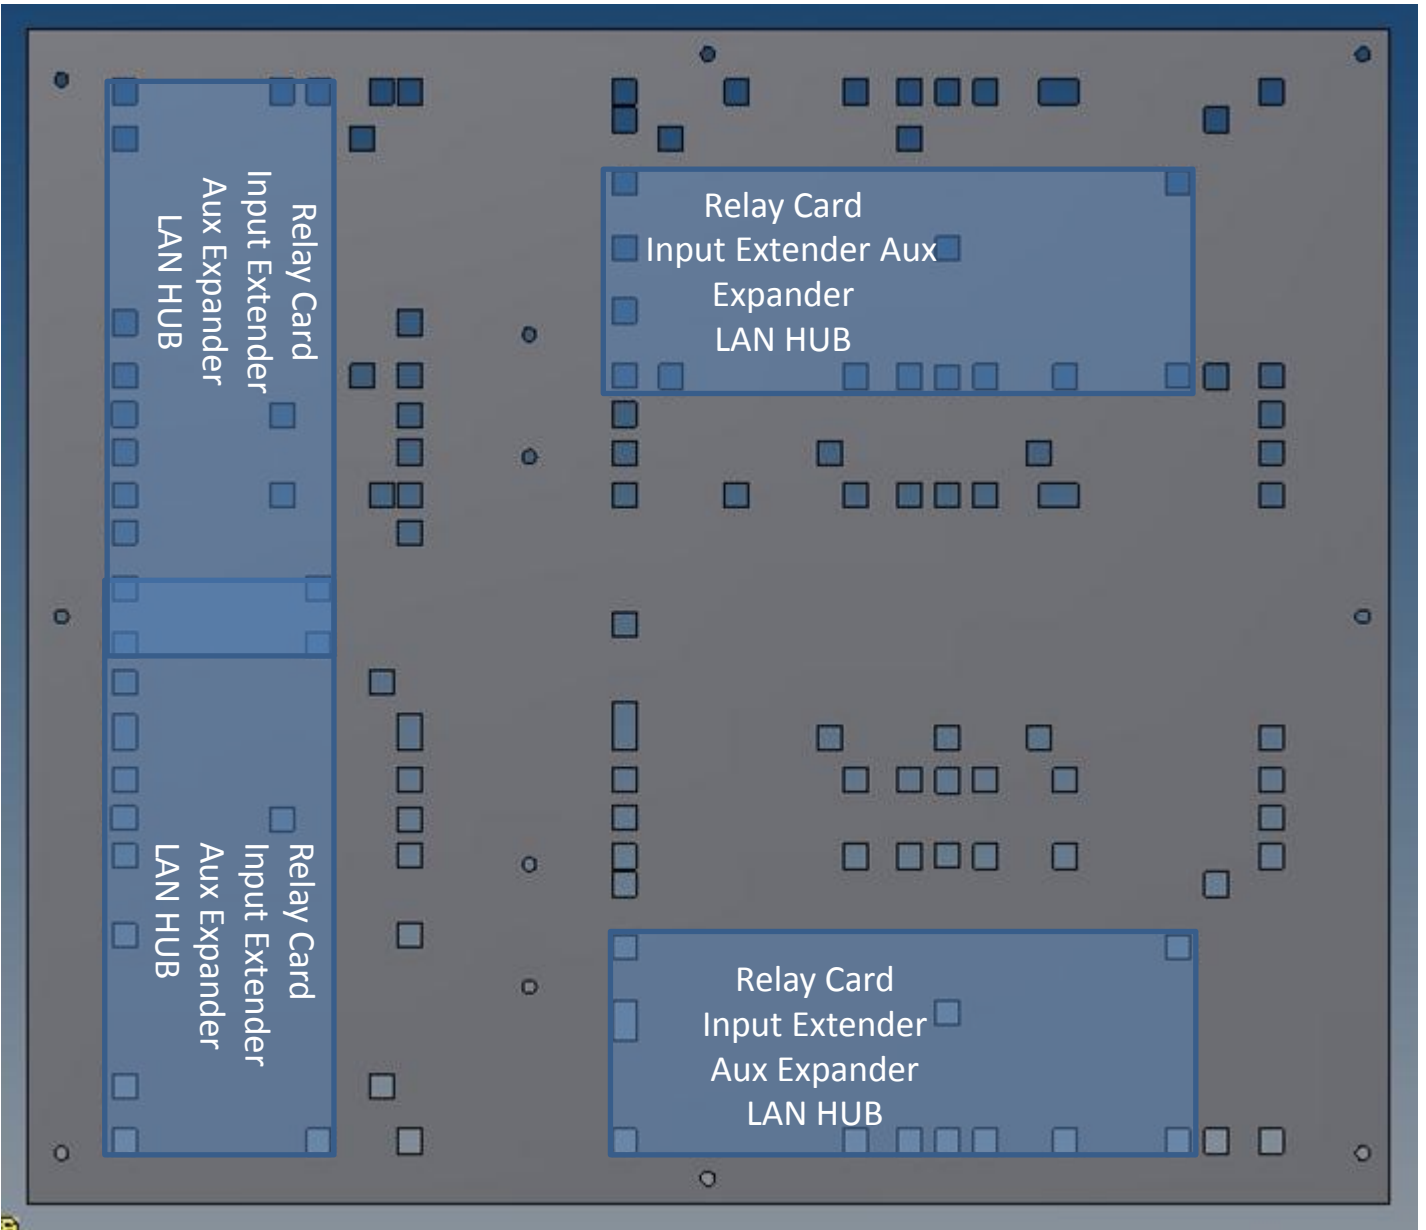 Relay Card
Input Extender
Aux Expander
LAN HUB
Relay Card
Input Extender Aux
Expander
LAN HUB
Relay Card
Input Extender
Aux Expander
LAN HUB
Relay Card
Input Extender
Aux Expander
LAN HUB